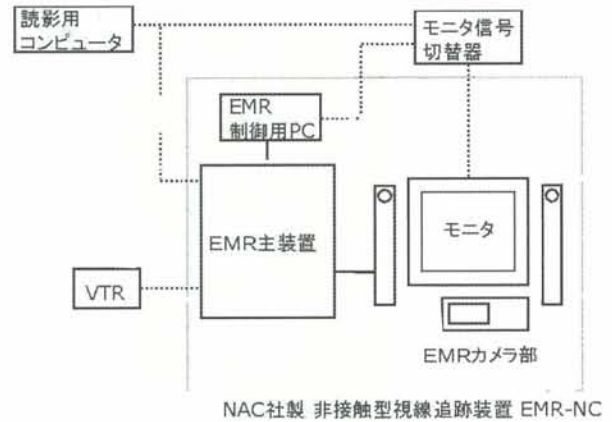 読影用
コンピュータ
モニタ信号
切替器
EMR
制御用PC
EMR主装置
モニタ
VTR
EMRカメラ部
NAC社製 非接触型視線追跡装置 EMR-NC